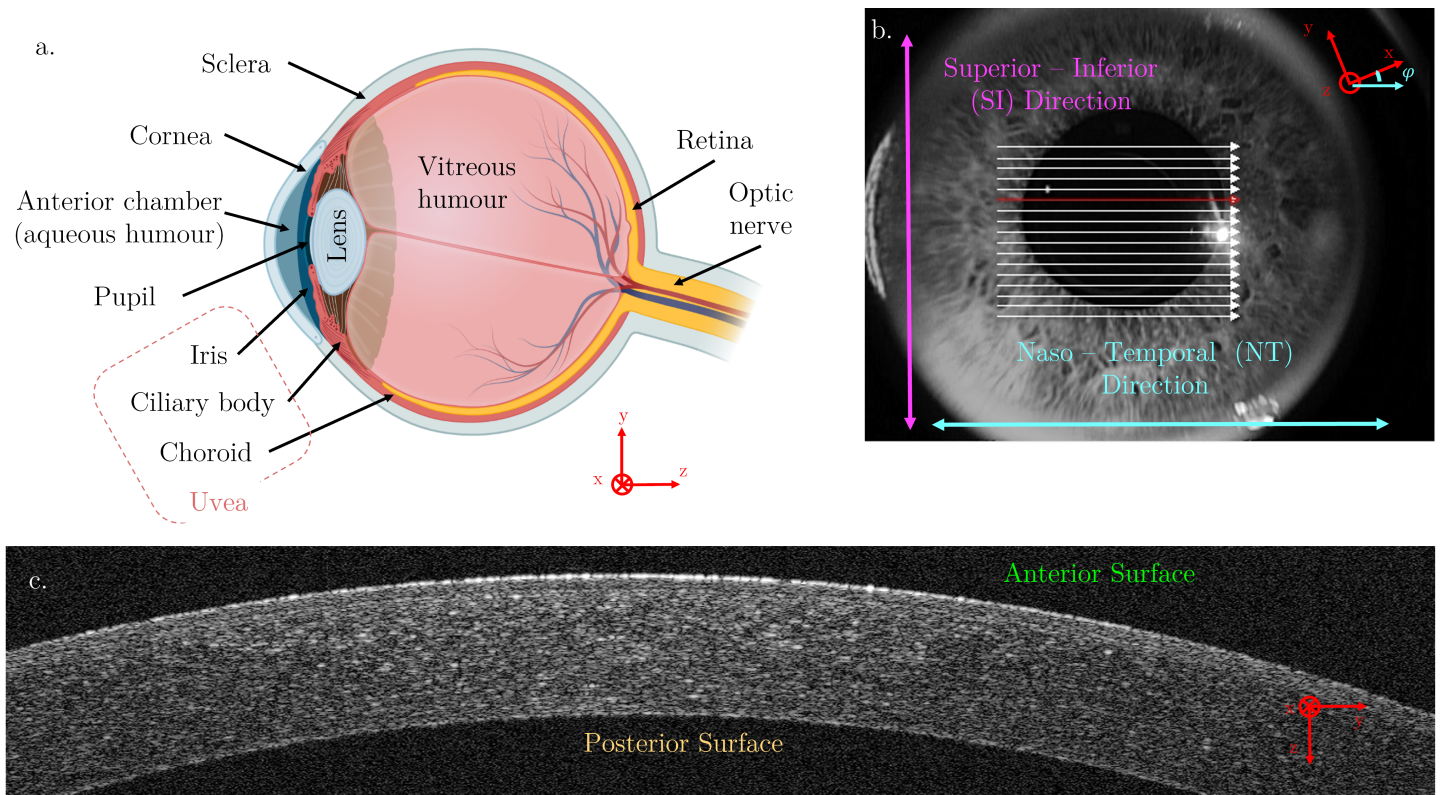 a.
Sclera
Cornea
Anterior chamber
(aqueous humour)
Pupil
Iris
Ciliary body
Choroid
Uvea
Lens
Vitreous
humour
Retina
Optic
nerve
y
x
z
b.
Superior – Inferior
(SI) Direction
y
x
z
φ
Naso – Temporal (NT)
Direction
c.
Anterior Surface
Posterior Surface
x
Y
z